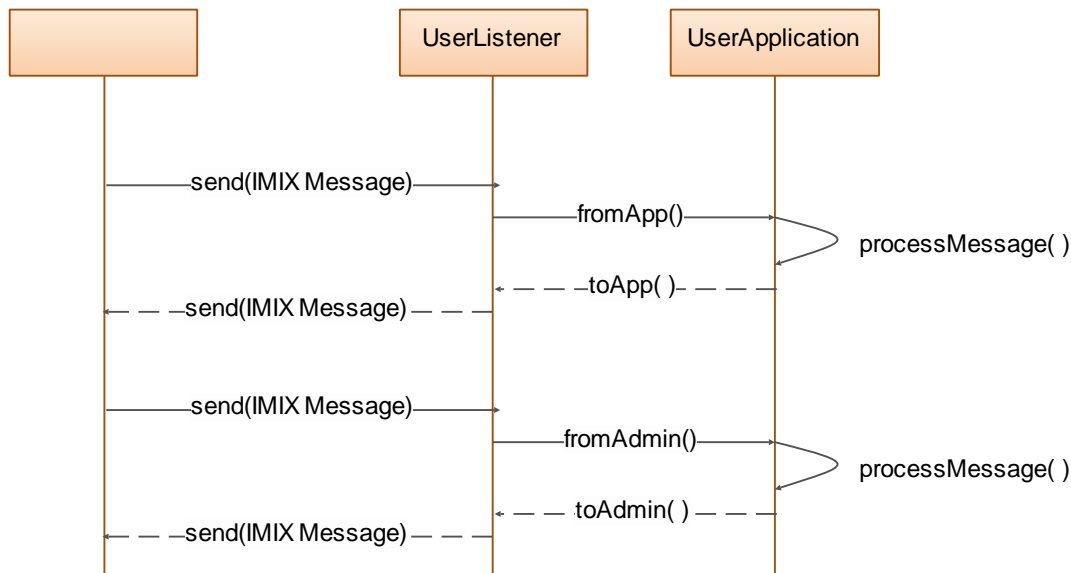 UserListener
UserApplication
send(IMIX Message)
fromApp()
processMessage( )
toApp( )
send(IMIX Message)
send(IMIX Message)
fromAdmin()
processMessage( )
toAdmin( )
send(IMIX Message)